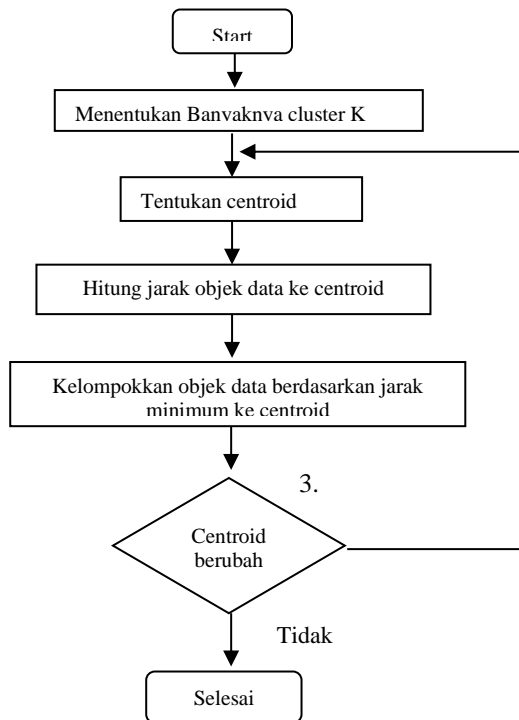 Start
Menentukan Banyaknya cluster K
Tentukan centroid
Hitung jarak objek data ke centroid
Kelompokkan objek data berdasarkan jarak
minimum ke centroid
3.
Centroid
berubah
Tidak
Selesai